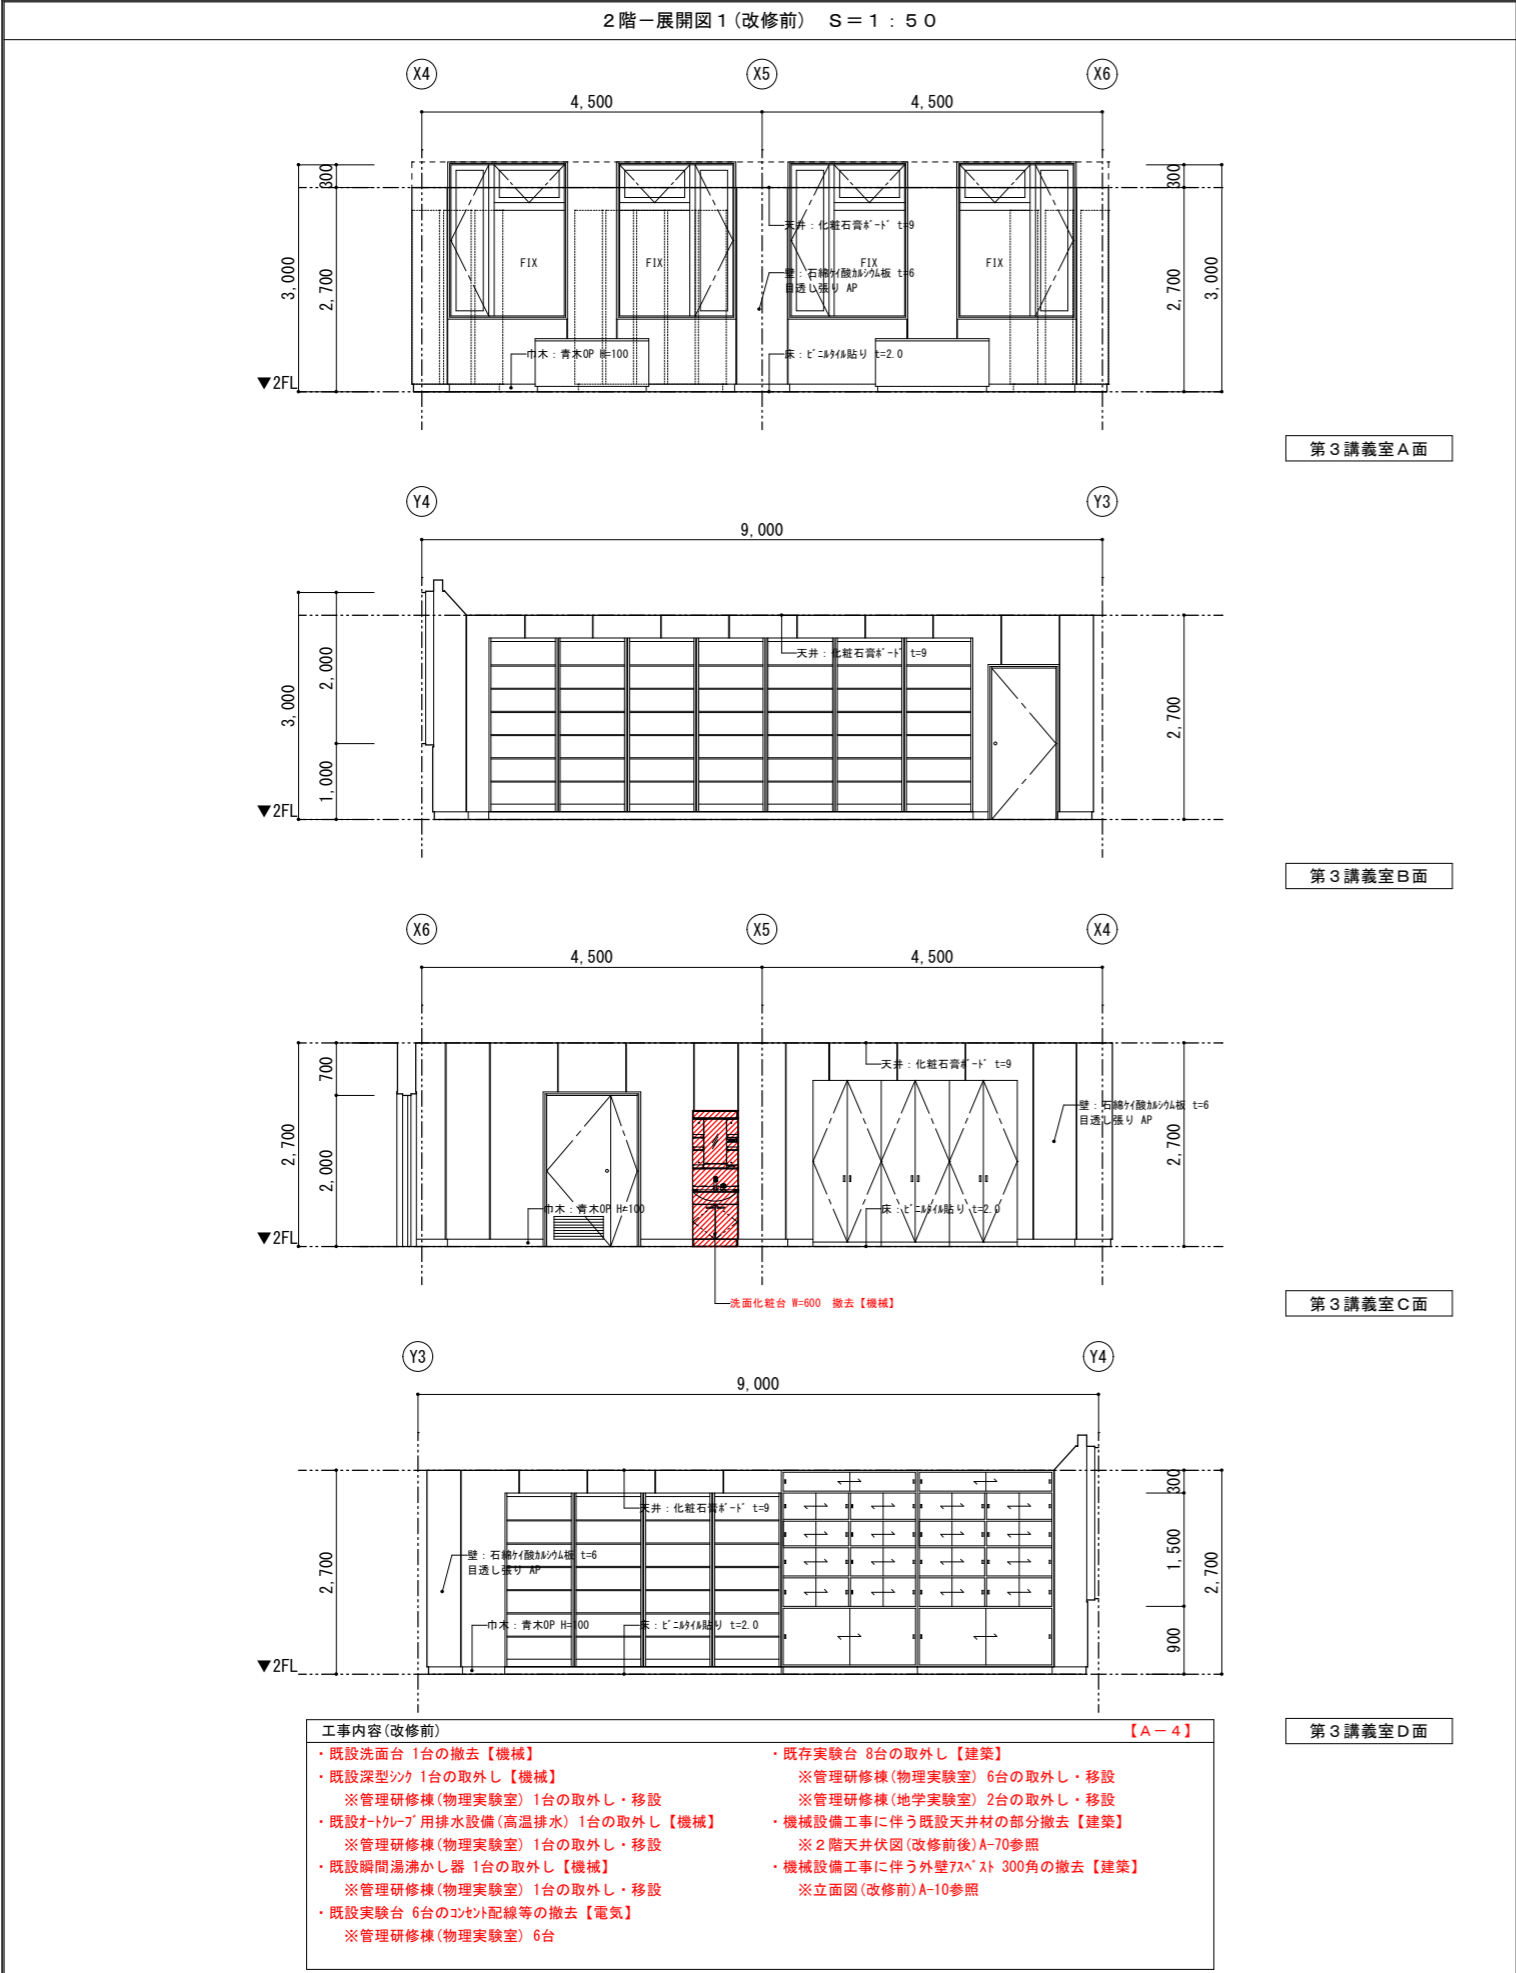 2階－展開図1(改修前)　S＝1：50
X4
X5
X6
4,500
4,500
300
3,000
2,700
300
2,700
3,000
天井：化粧石膏ﾎﾞｰﾄﾞ t=9
FIX
FIX
FIX
FIX
壁：石綿ｹｲ酸ｶﾙｼｳﾑ板 t=6
目透し張り AP
巾木：青木OP H=100
床：ﾋﾞﾆﾙﾀｲﾙ貼り t=2.0
▼2FL
第3講義室A面
Y4
Y3
9,000
天井：化粧石膏ﾎﾞｰﾄﾞ t=9
3,000
2,000
1,000
2,700
▼2FL
第3講義室B面
X6
X5
X4
4,500
4,500
700
2,700
2,000
天井：化粧石膏ﾎﾞｰﾄﾞ t=9
壁：石綿ｹｲ酸ｶﾙｼｳﾑ板 t=6
目透し張り AP
2,700
巾木：青木OP H=100
床：ﾋﾞﾆﾙﾀｲﾙ貼り t=2.0
▼2FL
洗面化粧台 W=600　撤去【機械】
第3講義室C面
Y3
Y4
9,000
天井：化粧石膏ﾎﾞｰﾄﾞ t=9
300
1,500
2,700
900
2,700
壁：石綿ｹｲ酸ｶﾙｼｳﾑ板 t=6
目透し張り AP
巾木：青木OP H=100
床：ﾋﾞﾆﾙﾀｲﾙ貼り t=2.0
▼2FL
第3講義室D面
工事内容(改修前)
【A－4】
・既設洗面台 1台の撤去【機械】
・既設深型ｼﾝｸ 1台の取外し【機械】
※管理研修棟(物理実験室) 1台の取外し・移設
・既設ｵｰﾄｸﾚｰﾌﾞ用排水設備(高温排水) 1台の取外し【機械】
※管理研修棟(物理実験室) 1台の取外し・移設
・既設瞬間湯沸かし器 1台の取外し【機械】
※管理研修棟(物理実験室) 1台の取外し・移設
・既設実験台 6台のｺﾝｾﾝﾄ配線等の撤去【電気】
※管理研修棟(物理実験室) 6台
・既存実験台 8台の取外し【建築】
※管理研修棟(物理実験室) 6台の取外し・移設
※管理研修棟(地学実験室) 2台の取外し・移設
・機械設備工事に伴う既設天井材の部分撤去【建築】
※2階天井伏図(改修前後)A-70参照
・機械設備工事に伴う外壁ｱｽﾍﾞｽﾄ 300角の撤去【建築】
※立面図(改修前)A-10参照